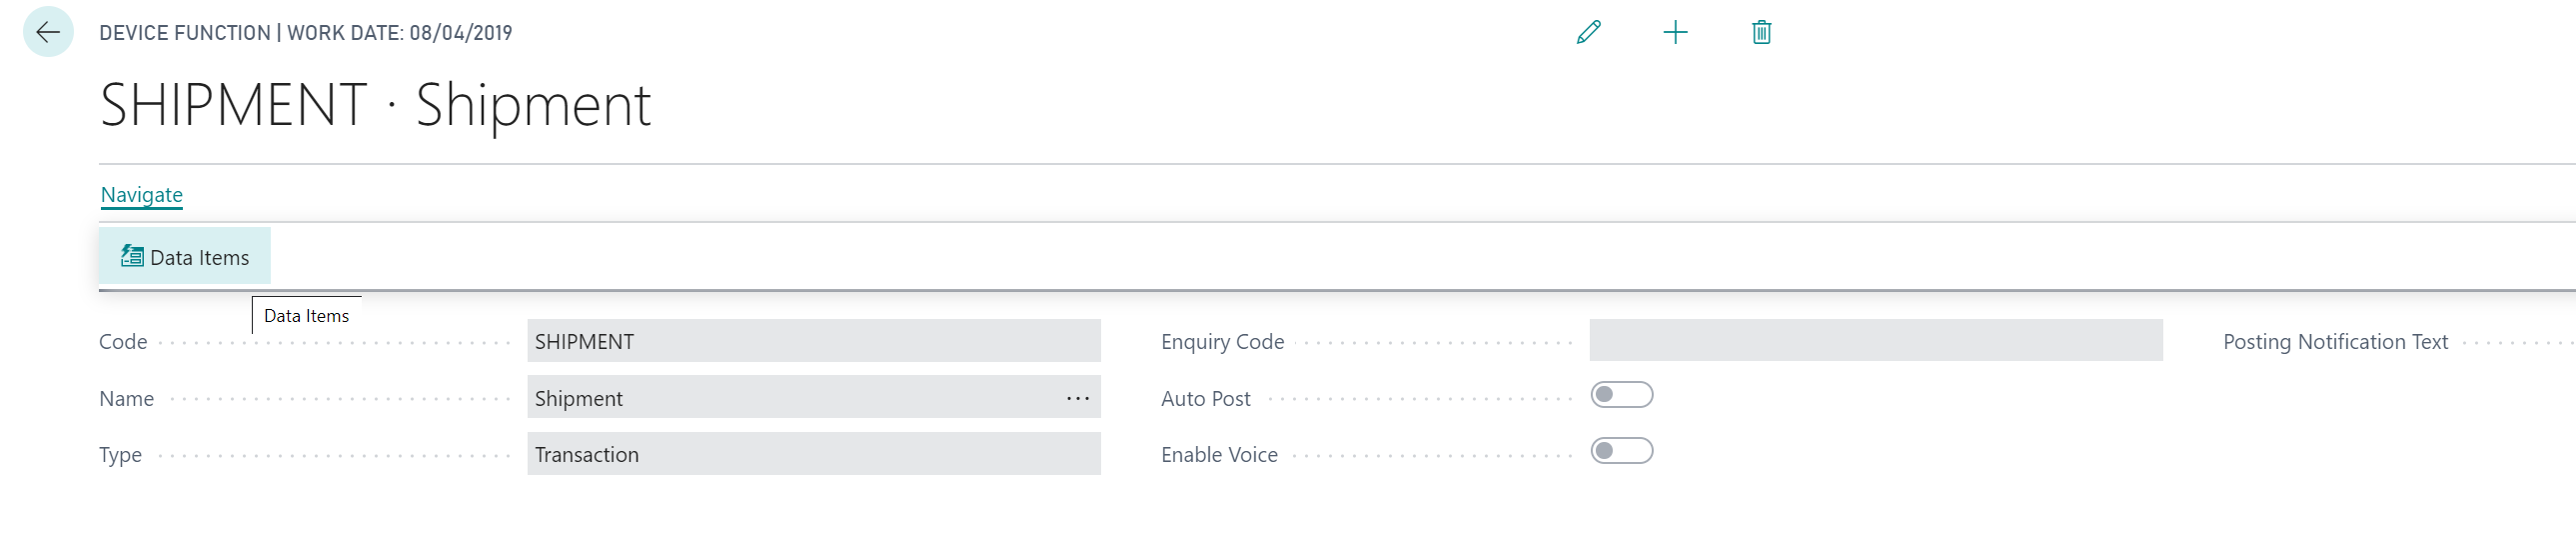 DEVICE FUNCTION | WORK DATE: 08/04/2019
SHIPMENT · Shipment
Navigate
Data Items
Data Items
Code SHIPMENT Enquiry Code Posting Notification Text
Name Shipment ... Auto Post
Type Transaction Enable Voice